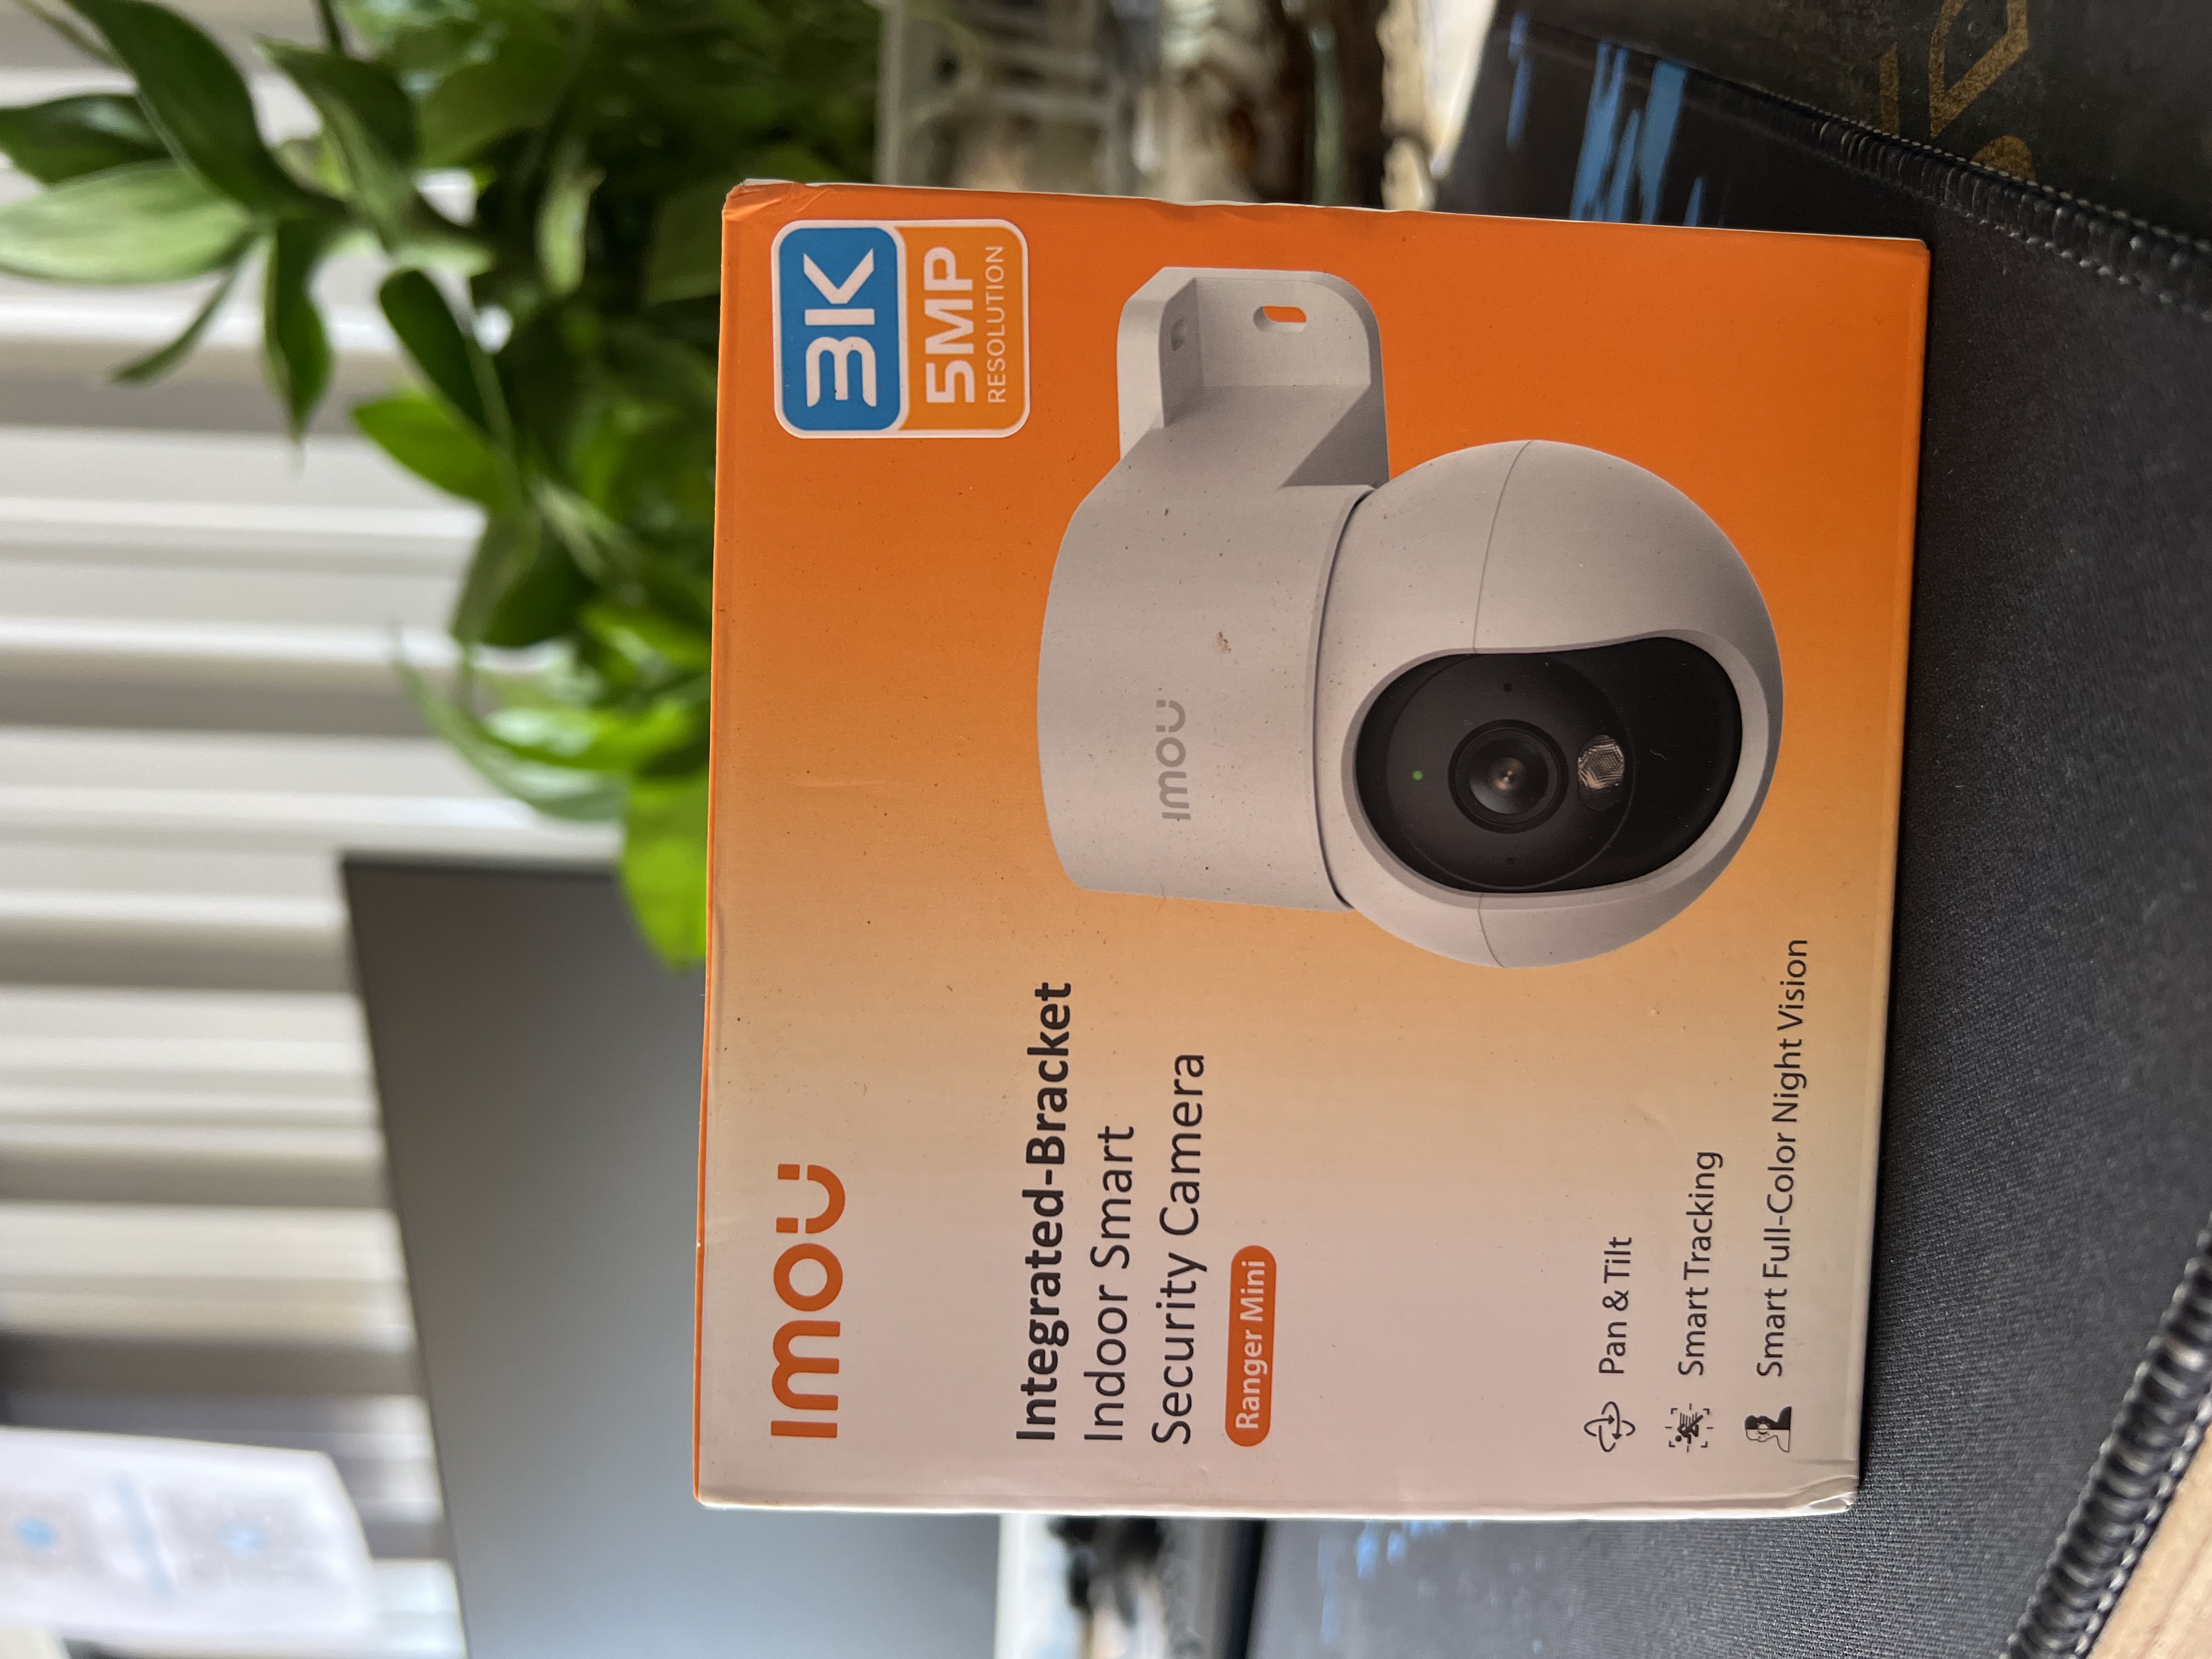 imou
3K
5MP
RESOLUTION
Integrated-Bracket
Indoor Smart
Security Camera
Ranger Mini
imou
Pan & Tilt
Smart Tracking
Smart Full-Color Night Vision